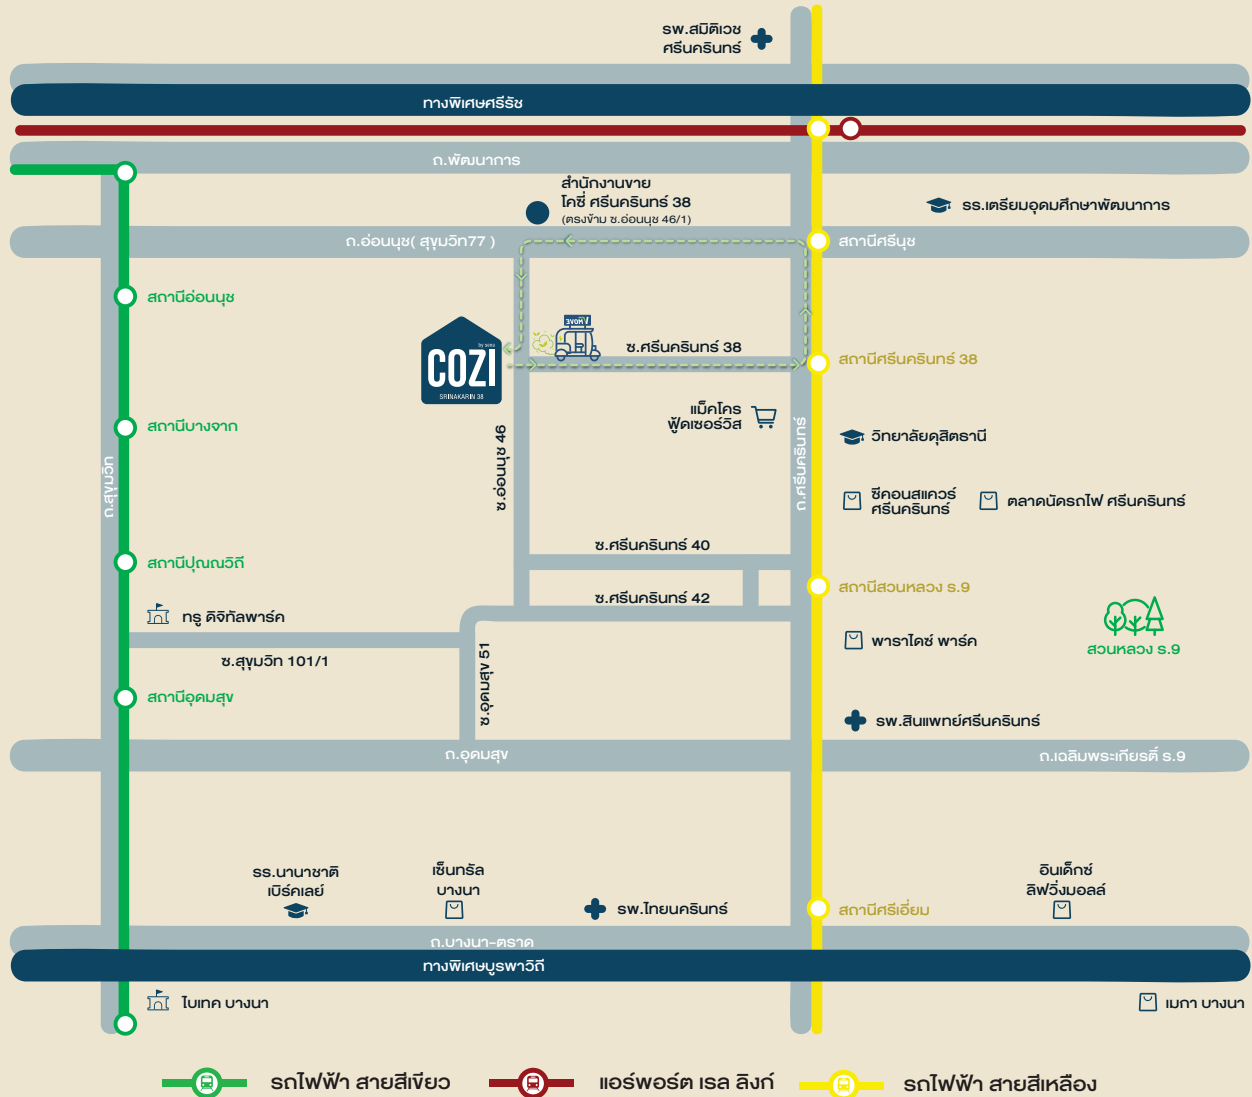 รพ.สมิติเวช
ศรีนครินทร์
ทางพิเศษศรีรัช
ถ.พัฒนาการ
สำนักงานขาย
โคซี่ ศรีนครินทร์ 38
(ตรงข้าม ซ.อ่อนนุช 46/1)
รร.เตรียมอุดมศึกษาพัฒนาการ
ถ.อ่อนนุช( สุขุมวิท77 )
สถานีศรีนุช
สถานีอ่อนนุช
by sena
COZI
SRINAKARIN 38
ซ.ศรีนครินทร์ 38
สถานีศรีนครินทร์ 38
แม็คโคร
ฟู้ดเซอร์วิส
สถานีบางจาก
ถ.สุขุมวิท
ซ.อ่อนนุช 46
ถ.ศรีนครินทร์
วิทยาลัยดุสิตธานี
ซีคอนสแควร์
ศรีนครินทร์
ตลาดนัดรถไฟ ศรีนครินทร์
ซ.ศรีนครินทร์ 40
สถานีปุณณวิถี
สถานีสวนหลวง ร.9
ซ.ศรีนครินทร์ 42
ทรู ดิจิทัลพาร์ค
พาราไดซ์ พาร์ค
สวนหลวง ร.9
ซ.สุขุมวิท 101/1
ซ.อุดมสุข 51
สถานีอุดมสุข
รพ.สินแพทย์ศรีนครินทร์
ถ.อุดมสุข
ถ.เฉลิมพระเกียรติ์ ร.9
รร.นานาชาติ
เบิร์คเลย์
เซ็นทรัล
บางนา
รพ.ไทยนครินทร์
สถานีศรีเอี่ยม
อินเด็กซ์
ลิฟวิ่งมอลล์
ถ.บางนา-ตราด
ทางพิเศษบูรพาวิถี
ไบเทค บางนา
เมกา บางนา
รถไฟฟ้า สายสีเขียว
แอร์พอร์ต เรล ลิงก์
รถไฟฟ้า สายสีเหลือง